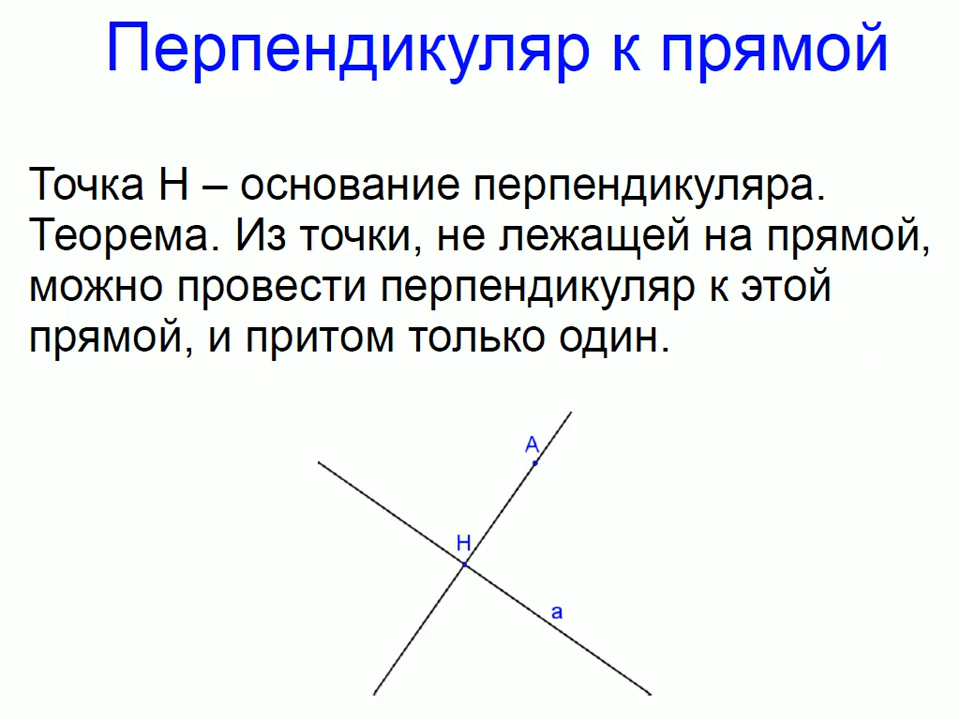 Перпендикуляр к прямой
Точка Н – основание перпендикуляра.
Теорема. Из точки, не лежащей на прямой,
можно провести перпендикуляр к этой
прямой, и притом только один.
А
Н
а